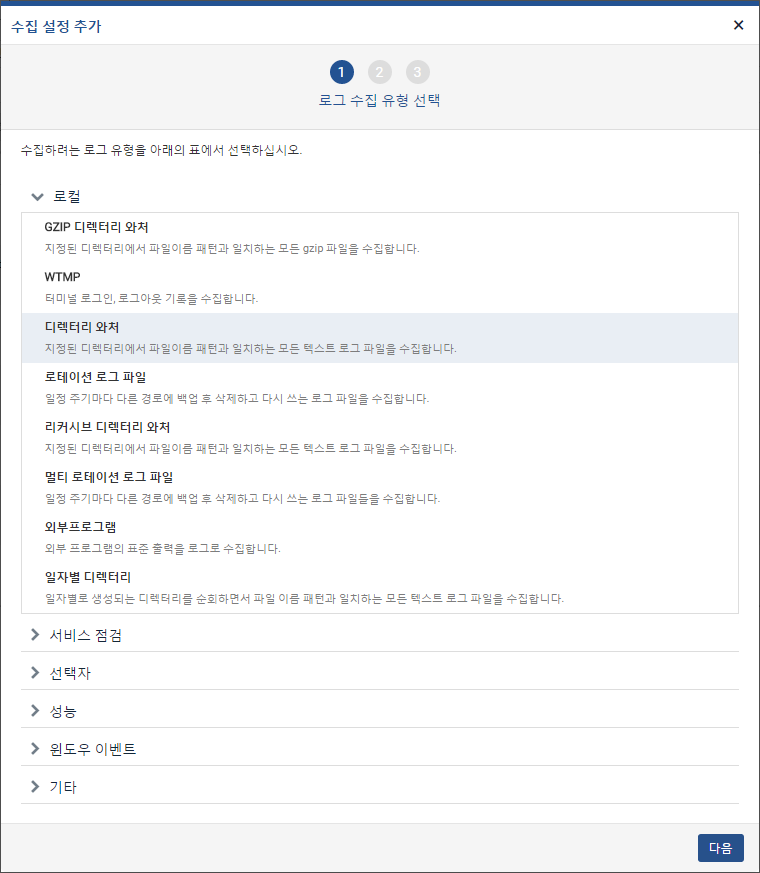 수집 설정 추가
×
1 2 3
로그 수집 유형 선택
수집하려는 로그 유형을 아래의 표에서 선택하십시오.
로컬
GZIP 디렉터리 와처
지정된 디렉터리에서 파일이름 패턴과 일치하는 모든 gzip 파일을 수집합니다.
WTMP
터미널 로그인, 로그아웃 기록을 수집합니다.
디렉터리 와처
지정된 디렉터리에서 파일이름 패턴과 일치하는 모든 텍스트 로그 파일을 수집합니다.
로테이션 로그 파일
일정 주기마다 다른 경로에 백업 후 삭제하고 다시 쓰는 로그 파일을 수집합니다.
리커시브 디렉터리 와처
지정된 디렉터리에서 파일이름 패턴과 일치하는 모든 텍스트 로그 파일을 수집합니다.
멀티 로테이션 로그 파일
일정 주기마다 다른 경로에 백업 후 삭제하고 다시 쓰는 로그 파일들을 수집합니다.
외부프로그램
외부 프로그램의 표준 출력을 로그로 수집합니다.
일자별 디렉터리
일자별로 생성되는 디렉터리를 순회하면서 파일 이름 패턴과 일치하는 모든 텍스트 로그 파일을 수집합니다.
서비스 점검
선택자
성능
윈도우 이벤트
기타
다음